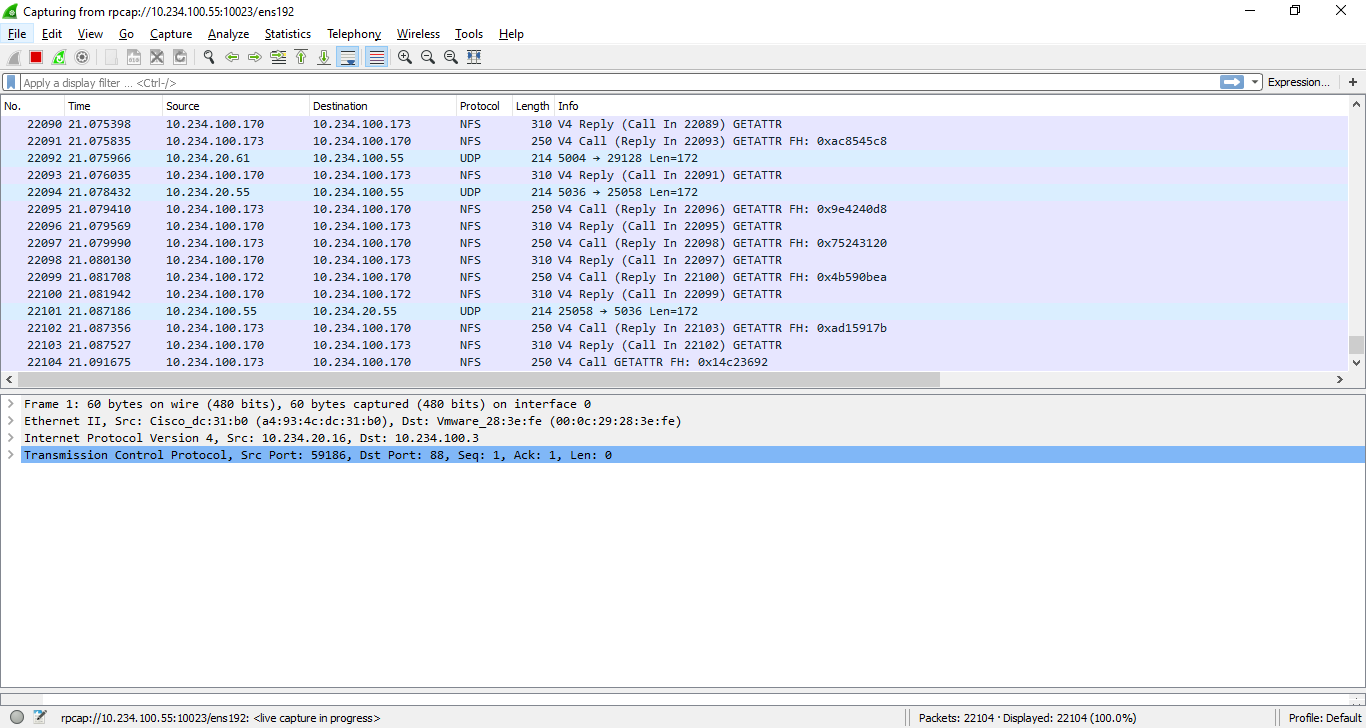 Capturing from rpcap://10.234.100.55:10023/ens192
File Edit View Go Capture Analyze Statistics Telephony Wireless Tools Help
Apply a display filter ... <Ctrl-/> Expression... +
No. Time Source Destination Protocol Length Info
22090 21.075398 10.234.100.170 10.234.100.173 NFS 310 V4 Reply (Call In 22089) GETATTR
22091 21.075835 10.234.100.173 10.234.100.170 NFS 250 V4 Call (Reply In 22093) GETATTR FH: 0xac8545c8
22092 21.075966 10.234.20.61 10.234.100.55 UDP 214 5004 → 29128 Len=172
22093 21.076035 10.234.100.170 10.234.100.173 NFS 310 V4 Reply (Call In 22091) GETATTR
22094 21.078432 10.234.20.55 10.234.100.55 UDP 214 5036 → 25058 Len=172
22095 21.079410 10.234.100.173 10.234.100.170 NFS 250 V4 Call (Reply In 22096) GETATTR FH: 0x9e4240d8
22096 21.079569 10.234.100.170 10.234.100.173 NFS 310 V4 Reply (Call In 22095) GETATTR
22097 21.079990 10.234.100.173 10.234.100.170 NFS 250 V4 Call (Reply In 22098) GETATTR FH: 0x75243120
22098 21.080130 10.234.100.170 10.234.100.173 NFS 310 V4 Reply (Call In 22097) GETATTR
22099 21.081708 10.234.100.172 10.234.100.170 NFS 250 V4 Call (Reply In 22100) GETATTR FH: 0x4b590bea
22100 21.081942 10.234.100.170 10.234.100.172 NFS 310 V4 Reply (Call In 22099) GETATTR
22101 21.087186 10.234.100.55 10.234.20.55 UDP 214 25058 → 5036 Len=172
22102 21.087356 10.234.100.173 10.234.100.170 NFS 250 V4 Call (Reply In 22103) GETATTR FH: 0xad15917b
22103 21.087527 10.234.100.170 10.234.100.173 NFS 310 V4 Reply (Call In 22102) GETATTR
22104 21.091675 10.234.100.173 10.234.100.170 NFS 250 V4 Call GETATTR FH: 0x14c23692
Frame 1: 60 bytes on wire (480 bits), 60 bytes captured (480 bits) on interface 0
Ethernet II, Src: Cisco_dc:31:b0 (a4:93:4c:dc:31:b0), Dst: Vmware_28:3e:fe (00:0c:29:28:3e:fe)
Internet Protocol Version 4, Src: 10.234.20.16, Dst: 10.234.100.3
Transmission Control Protocol, Src Port: 59186, Dst Port: 88, Seq: 1, Ack: 1, Len: 0
rpcap://10.234.100.55:10023/ens192: <live capture in progress> Packets: 22104 · Displayed: 22104 (100.0%) Profile: Default